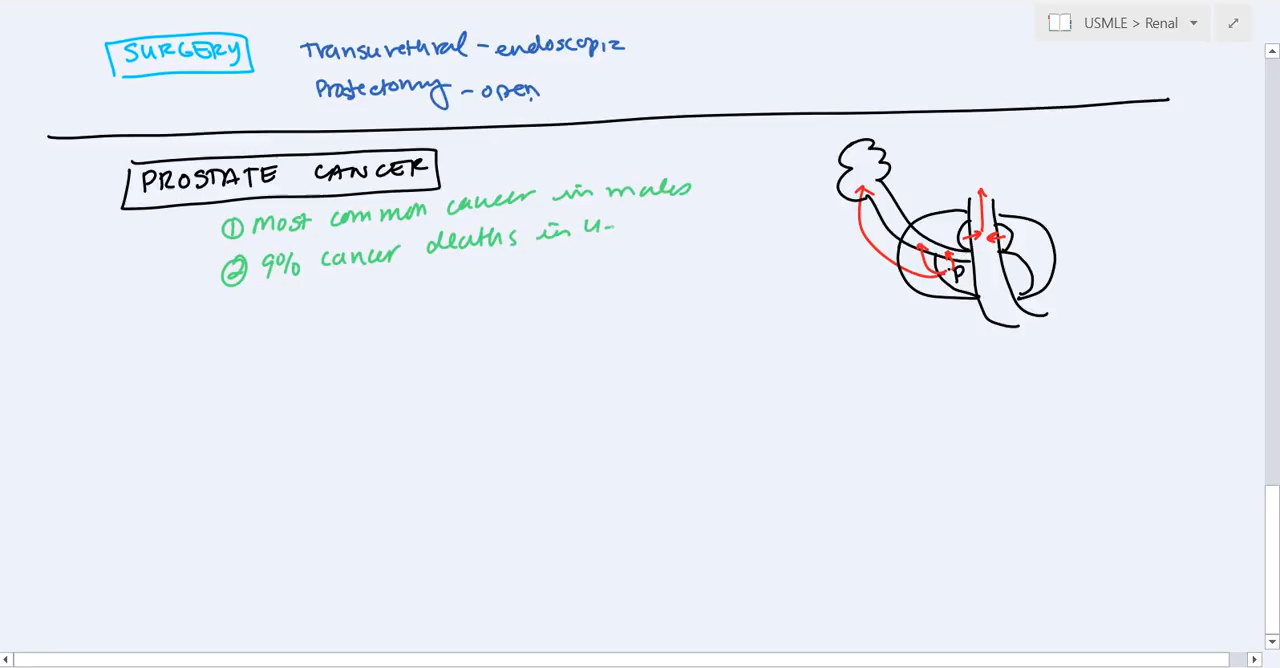 USMLE > Renal
SURGERY
Transurethral - endoscopic
Prostectomy - open
PROSTATE CANCER
① Most common cancer in males
② 9% cancer deaths in U-
P